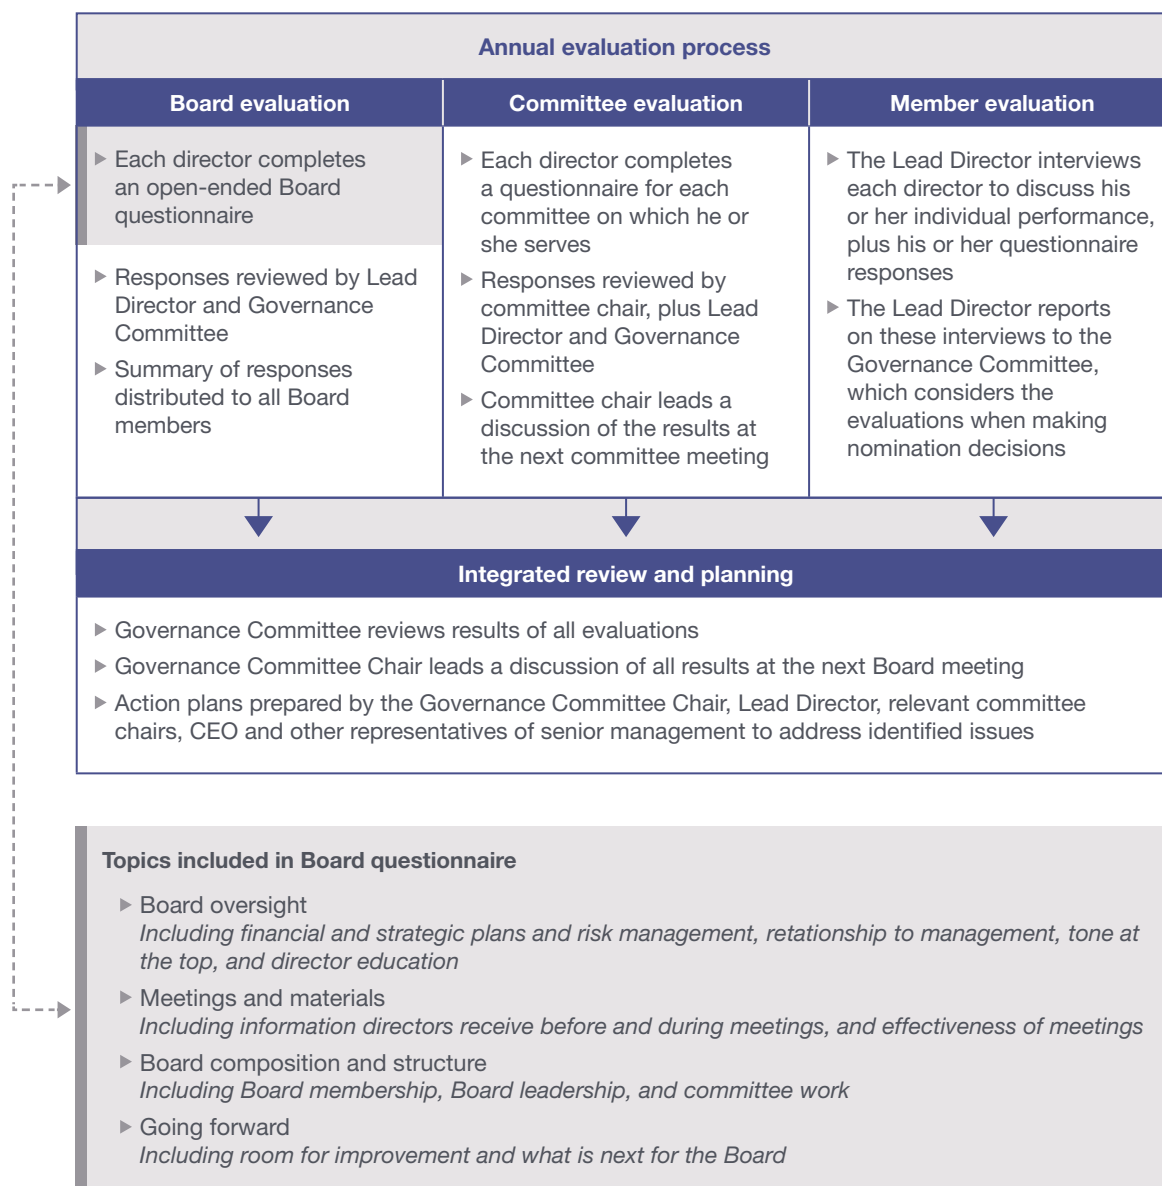 Annual evaluation process
Board evaluation
Each director completes
an open-ended Board
questionnaire
Responses reviewed by Lead
Director and Governance
Committee
Summary of responses
distributed to all Board
members
Committee evaluation
Each director completes
a questionnaire for each
committee on which he or
she serves
Responses reviewed by
committee chair, plus Lead
Director and Governance
Committee
Committee chair leads a
discussion of the results at
the next committee meeting
Member evaluation
The Lead Director interviews
each director to discuss his
or her individual performance,
plus his or her questionnaire
responses
The Lead Director reports
on these interviews to the
Governance Committee,
which considers the
evaluations when making
nomination decisions
Integrated review and planning
Governance Committee reviews results of all evaluations
Governance Committee Chair leads a discussion of all results at the next Board meeting
Action plans prepared by the Governance Committee Chair, Lead Director, relevant committee
chairs, CEO and other representatives of senior management to address identified issues
Topics included in Board questionnaire
Board oversight
Including financial and strategic plans and risk management, relationship to management, tone at
the top, and director education
Meetings and materials
Including information directors receive before and during meetings, and effectiveness of meetings
Board composition and structure
Including Board membership, Board leadership, and committee work
Going forward
Including room for improvement and what is next for the Board